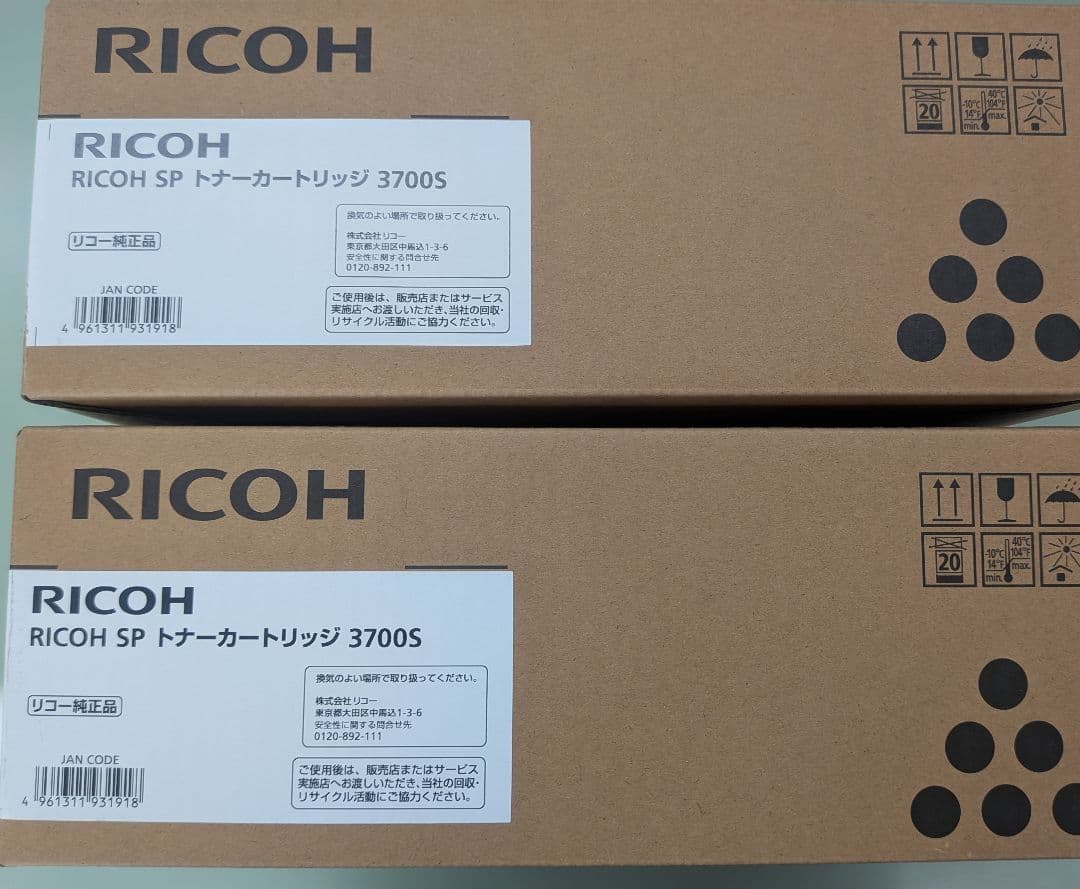 RICOH
RICOH
RICOH SP トナーカートリッジ 3700S
換気のよい場所で取り扱ってください。
リコー純正品
株式会社リコー
東京都大田区中馬込1-3-6
安全性に関する問合せ先
0120-892-111
JAN CODE
4 961311 931918
ご使用後は、販売店またはサービス
実施店へお渡しいただき、当社の回収・
リサイクル活動にご協力ください。
20
-10℃
14°F
min.
40℃
104°F
max.
RICOH
RICOH
RICOH SP トナーカートリッジ 3700S
換気のよい場所で取り扱ってください。
リコー純正品
株式会社リコー
東京都大田区中馬込1-3-6
安全性に関する問合せ先
0120-892-111
JAN CODE
4 961311 931918
ご使用後は、販売店またはサービス
実施店へお渡しいただき、当社の回収・
リサイクル活動にご協力ください。
20
-10℃
14°F
min.
40℃
104°F
max.